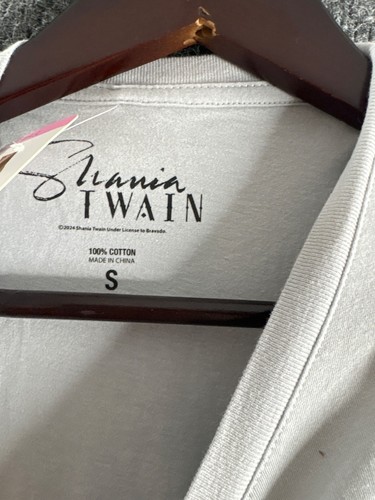 Shania
TWAIN
©2024 Shania Twain Under License to Bravado.
100% COTTON
MADE IN CHINA
S